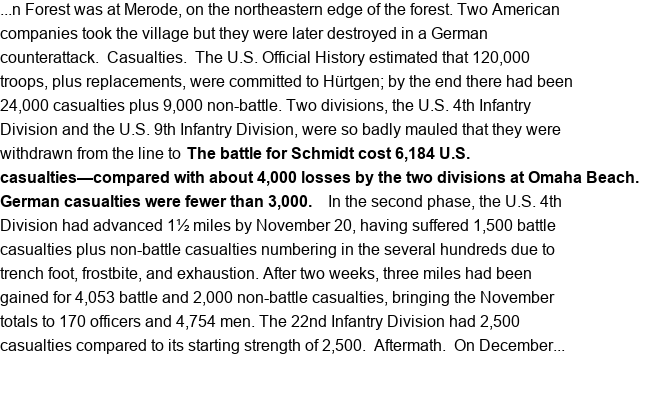 ...n Forest was at Merode, on the northeastern edge of the forest. Two American
companies took the village but they were later destroyed in a German
counterattack.  Casualties.  The U.S. Official History estimated that 120,000
troops, plus replacements, were committed to Hürtgen; by the end there had been
24,000 casualties plus 9,000 non-battle. Two divisions, the U.S. 4th Infantry
Division and the U.S. 9th Infantry Division, were so badly mauled that they were
withdrawn from the line to The battle for Schmidt cost 6,184 U.S.
casualties—compared with about 4,000 losses by the two divisions at Omaha Beach.
German casualties were fewer than 3,000.   In the second phase, the U.S. 4th
Division had advanced 1½ miles by November 20, having suffered 1,500 battle
casualties plus non-battle casualties numbering in the several hundreds due to
trench foot, frostbite, and exhaustion. After two weeks, three miles had been
gained for 4,053 battle and 2,000 non-battle casualties, bringing the November
totals to 170 officers and 4,754 men. The 22nd Infantry Division had 2,500
casualties compared to its starting strength of 2,500.  Aftermath.  On December...